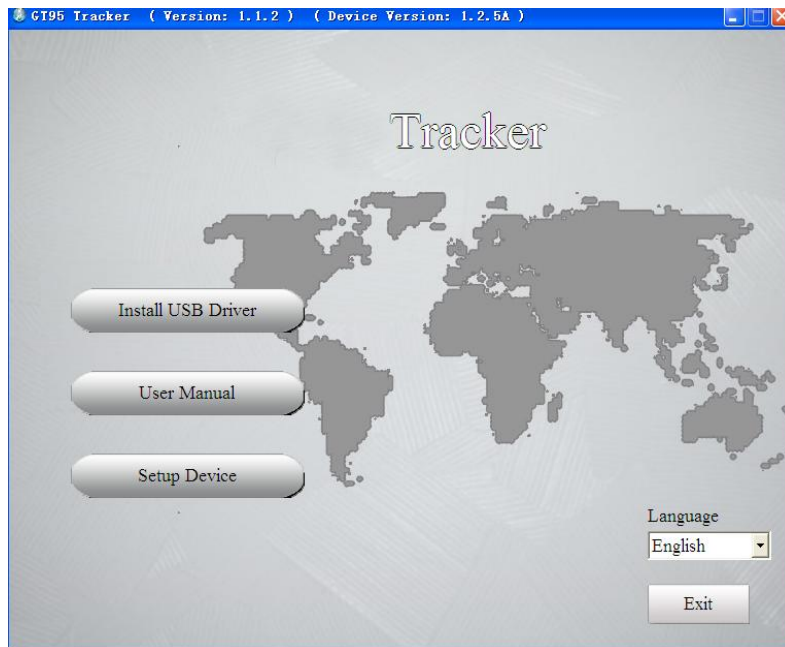 GT95 Tracker ( Version: 1.1.2 ) ( Device Version: 1.2.5A )
Tracker
Install USB Driver
User Manual
Setup Device
Language
English
Exit